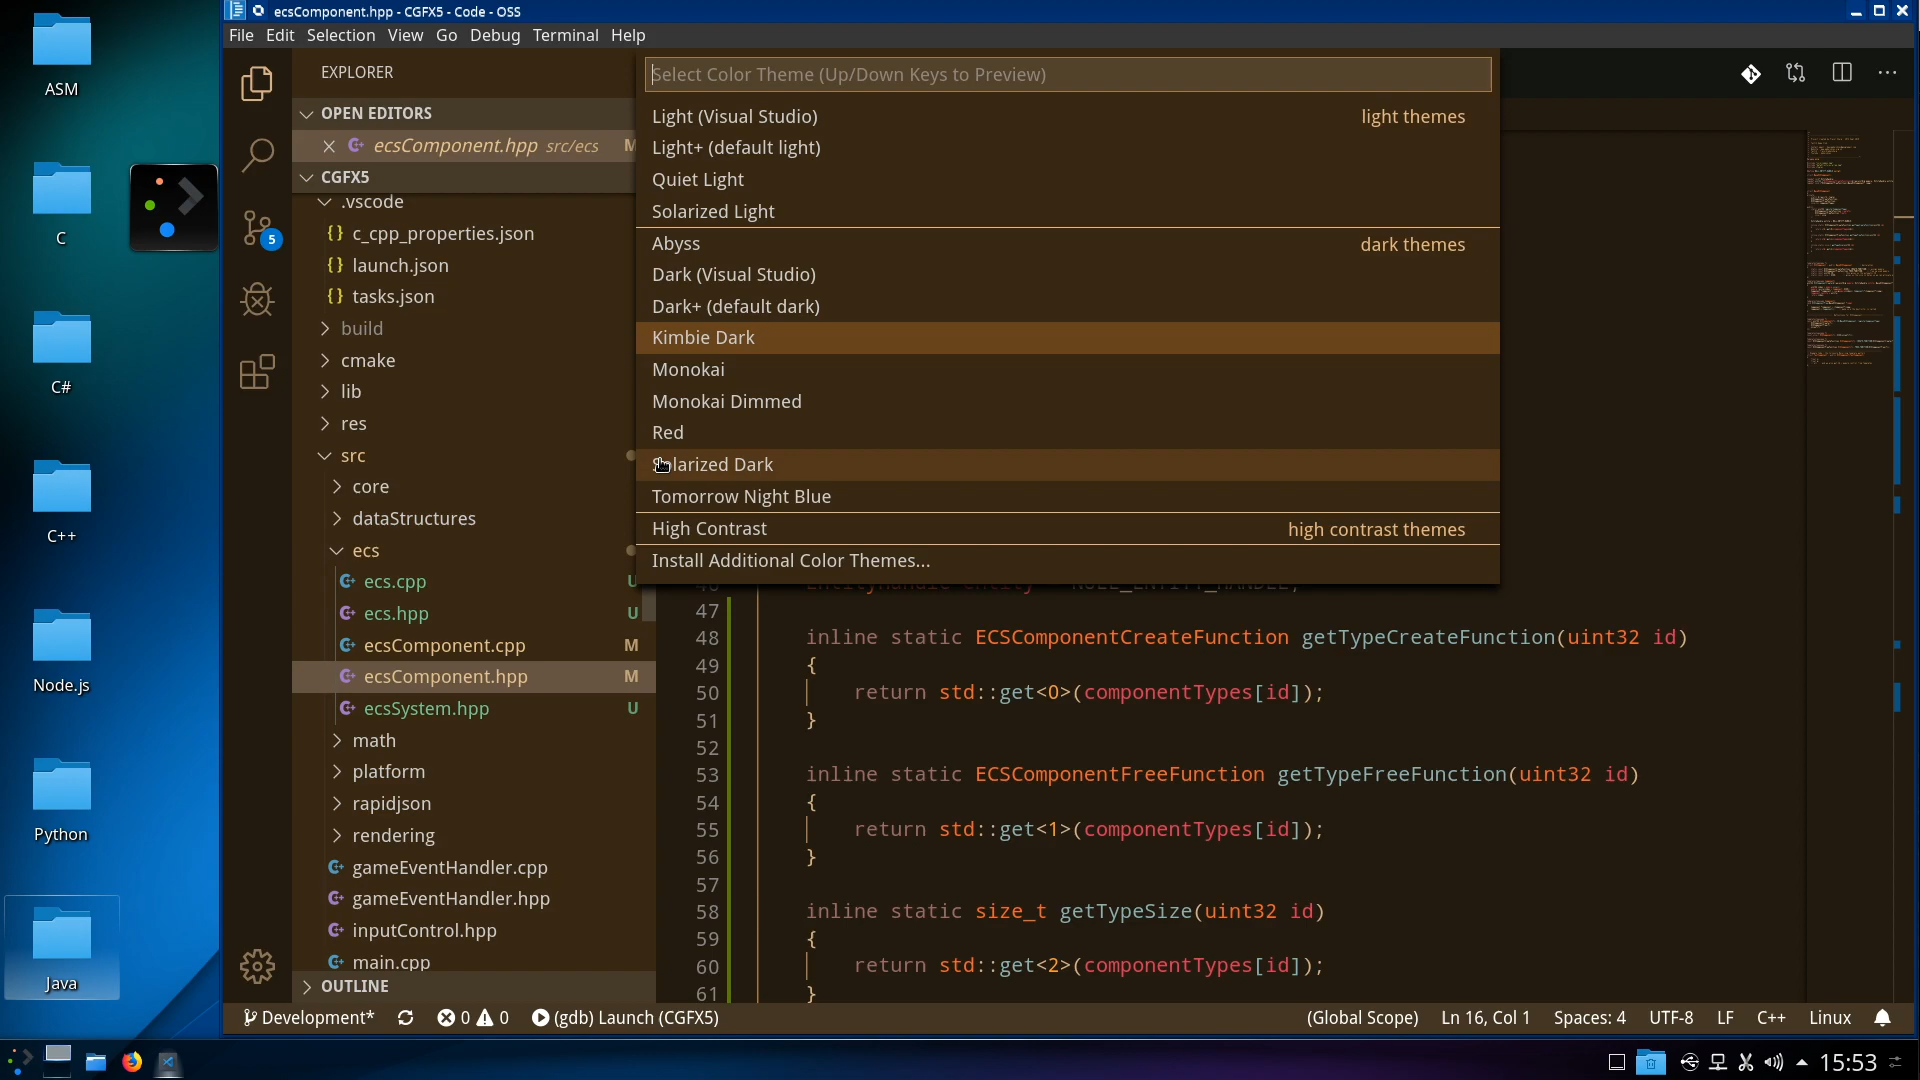 ecsComponent.hpp - CGFX5 - Code - OSS
File Edit Selection View Go Debug Terminal Help
ASM
C
C#
C++
Node.js
Python
Java
5
EXPLORER
OPEN EDITORS
ecsComponent.hpp src/ecs M
CGFX5
.vscode
{} c_cpp_properties.json
{} launch.json
{} tasks.json
build
cmake
lib
res
src
core
dataStructures
ecs
ecs.cpp U
ecs.hpp U
ecsComponent.cpp M
ecsComponent.hpp M
ecsSystem.hpp U
math
platform
rapidjson
rendering
gameEventHandler.cpp
gameEventHandler.hpp
inputControl.hpp
main.cpp
OUTLINE
Select Color Theme (Up/Down Keys to Preview)
Light (Visual Studio) light themes
Light+ (default light)
Quiet Light
Solarized Light
Abyss dark themes
Dark (Visual Studio)
Dark+ (default dark)
Kimbie Dark
Monokai
Monokai Dimmed
Red
Solarized Dark
Tomorrow Night Blue
High Contrast high contrast themes
Install Additional Color Themes...
47
48 inline static ECSComponentCreateFunction getTypeCreateFunction(uint32 id)
49 {
50 return std::get<0>(componentTypes[id]);
51 }
52
53 inline static ECSComponentFreeFunction getTypeFreeFunction(uint32 id)
54 {
55 return std::get<1>(componentTypes[id]);
56 }
57
58 inline static size_t getTypeSize(uint32 id)
59 {
60 return std::get<2>(componentTypes[id]);
61 }
Development* 0 0 (gdb) Launch (CGFX5) (Global Scope) Ln 16, Col 1 Spaces: 4 UTF-8 LF C++ Linux
15:53